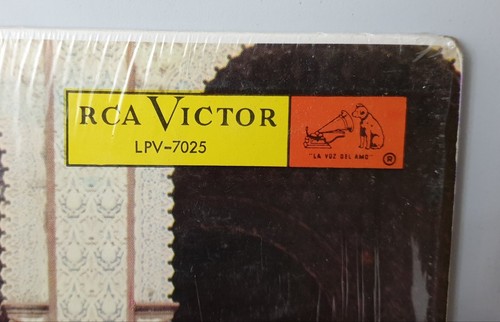 RCA VICTOR
LPV-7025
"LA VOZ DEL AMO"
®